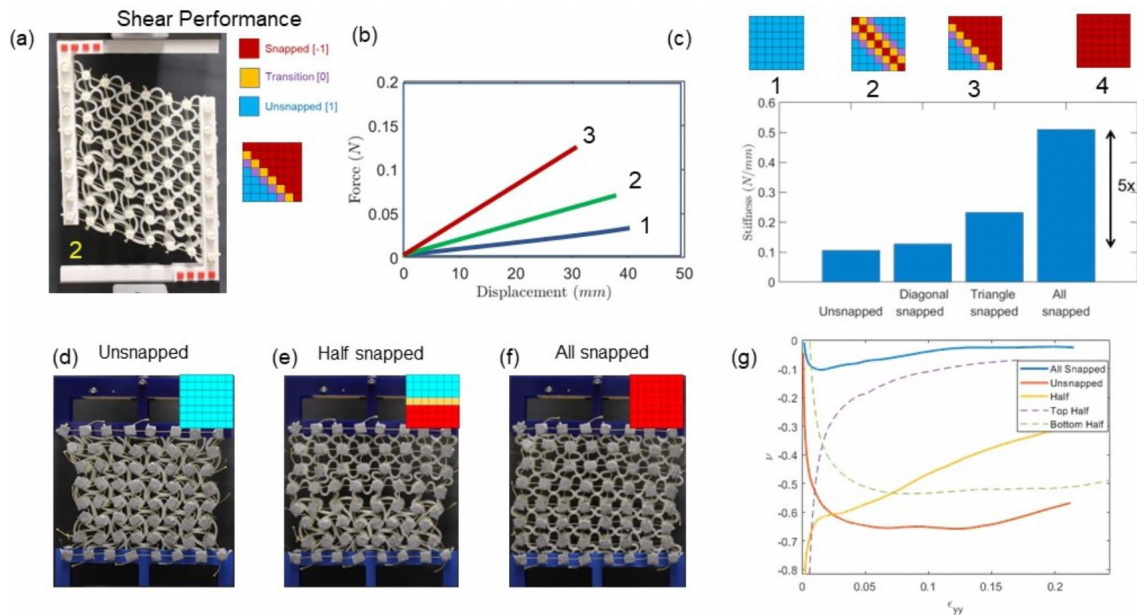 Shear Performance
(a)
Snapped [-1]
Transition [0]
Unsnapped [1]
2
(b)
0.2
0.15
0.1
0.05
0
Force (N)
3
2
1
0
10
20
30
40
50
Displacement (mm)
(c)
1
2
3
4
0.6
0.5
0.4
0.3
0.2
0.1
0
Stiffness (N/mm)
5x
Unsnapped
Diagonal
snapped
Triangle
snapped
All
snapped
(d)
Unsnapped
(e)
Half snapped
(f)
All snapped
(g)
0
-0.1
-0.2
-0.3
-0.4
-0.5
-0.6
-0.7
-0.8
ν
All Snapped
Unsnapped
Half
Top Half
Bottom Half
0
0.05
0.1
0.15
0.2
ϵyy